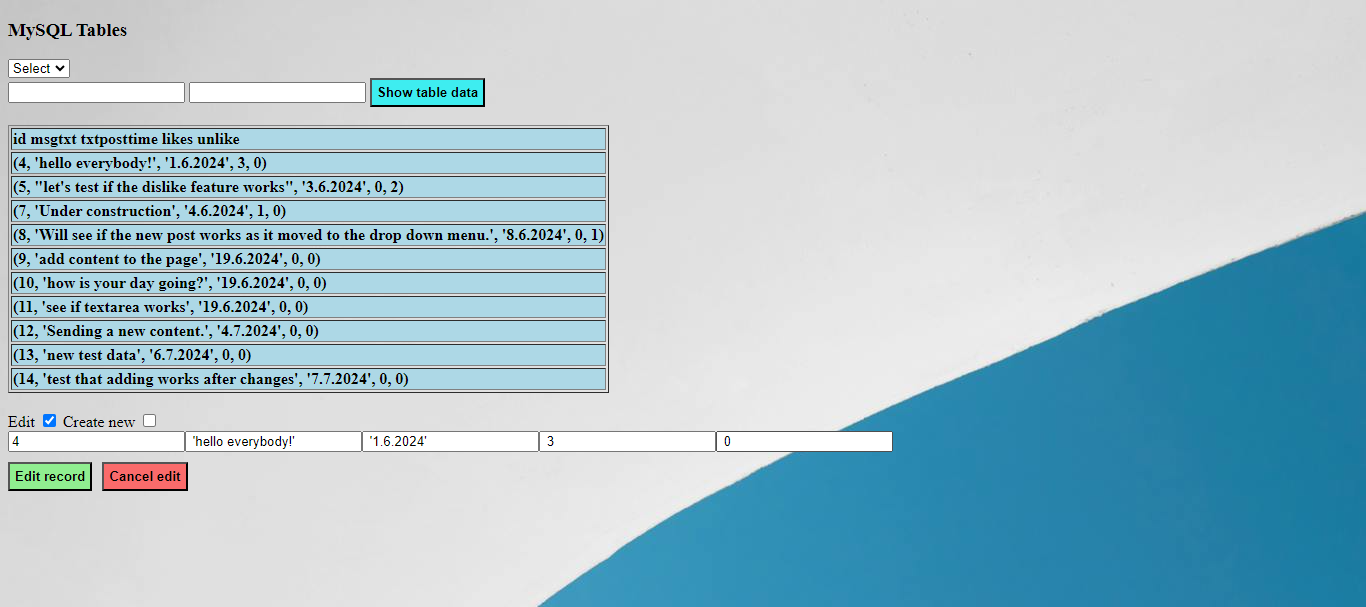 MySQL Tables
Select
Show table data
id msgtxt txtposttime likes unlike
(4, 'hello everybody!', '1.6.2024', 3, 0)
(5, "let's test if the dislike feature works", '3.6.2024', 0, 2)
(7, 'Under construction', '4.6.2024', 1, 0)
(8, 'Will see if the new post works as it moved to the drop down menu.', '8.6.2024', 0, 1)
(9, 'add content to the page', '19.6.2024', 0, 0)
(10, 'how is your day going?', '19.6.2024', 0, 0)
(11, 'see if textarea works', '19.6.2024', 0, 0)
(12, 'Sending a new content.', '4.7.2024', 0, 0)
(13, 'new test data', '6.7.2024', 0, 0)
(14, 'test that adding works after changes', '7.7.2024', 0, 0)
Edit Create new
4 'hello everybody!' '1.6.2024' 3 0
Edit record Cancel edit